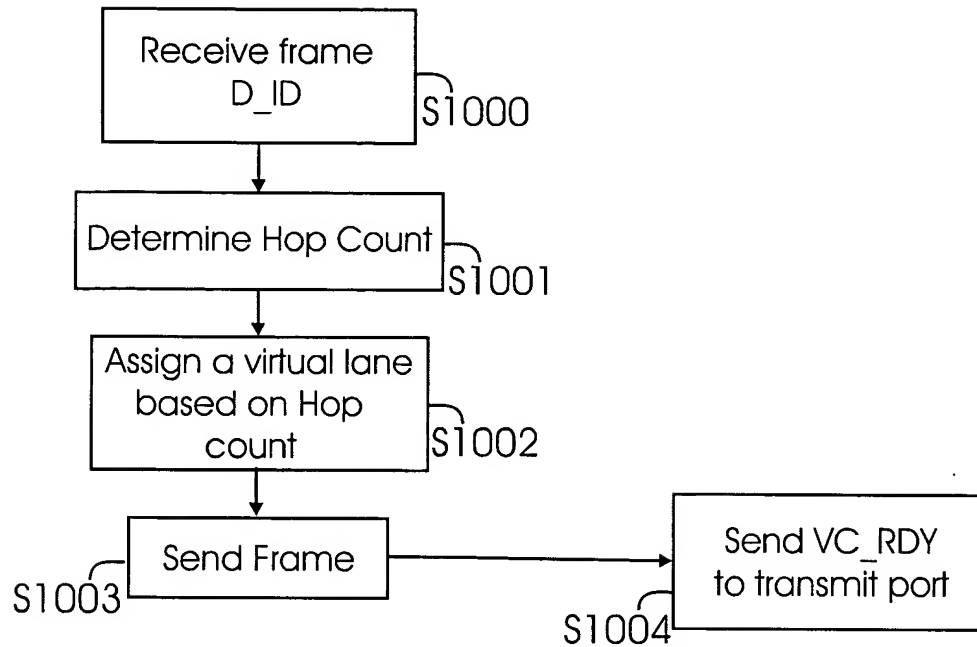 Receive frame
D_ID
S1000
Determine Hop Count
S1001
Assign a virtual lane
based on Hop
count
S1002
Send Frame
S1003
Send VC_RDY
to transmit port
S1004